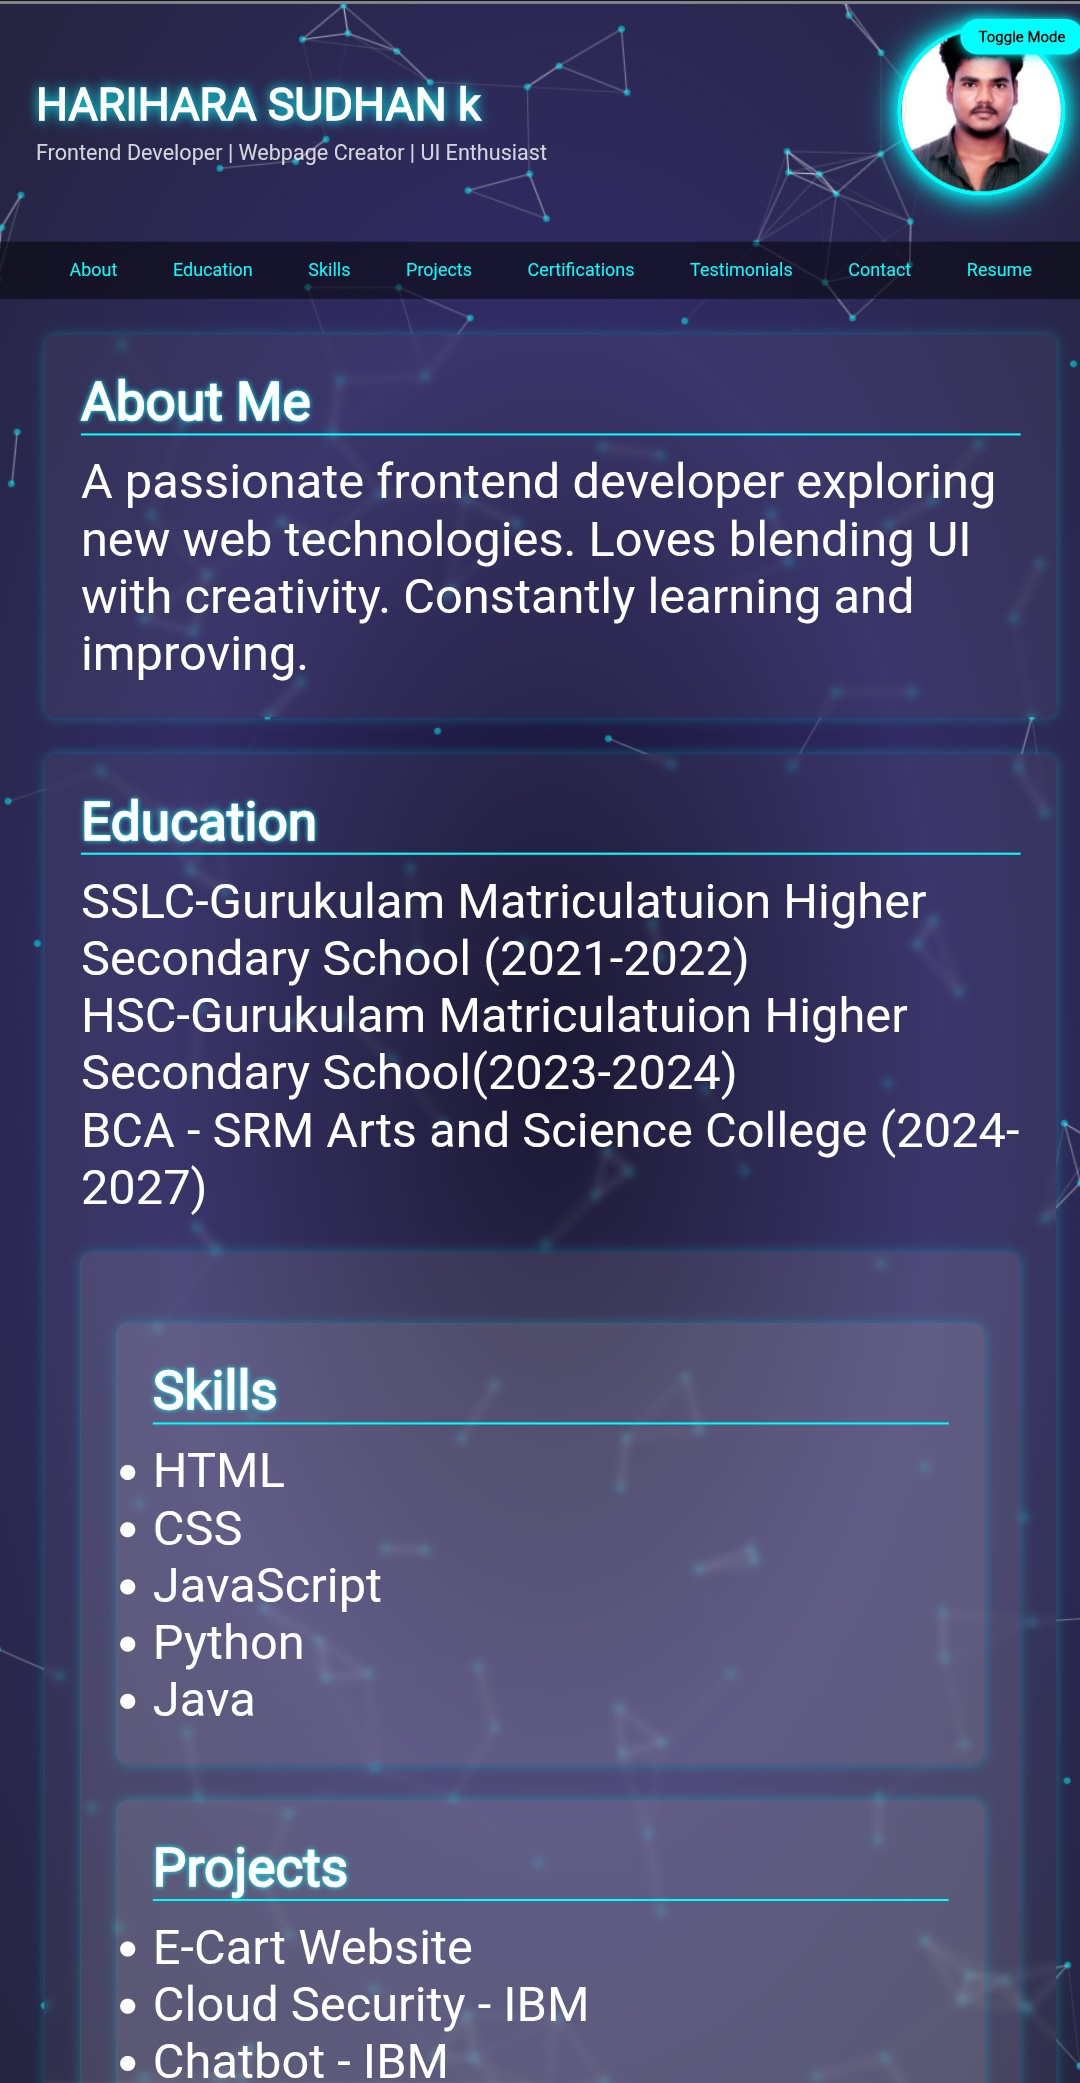 Toggle Mode
HARIHARA SUDHAN k
Frontend Developer | Webpage Creator | UI Enthusiast
About Education Skills Projects Certifications Testimonials Contact Resume
About Me
A passionate frontend developer exploring
new web technologies. Loves blending UI
with creativity. Constantly learning and
improving.
Education
SSLC-Gurukulam Matriculatuion Higher
Secondary School (2021-2022)
HSC-Gurukulam Matriculatuion Higher
Secondary School(2023-2024)
BCA - SRM Arts and Science College (2024-
2027)
Skills
• HTML
• CSS
• JavaScript
• Python
• Java
Projects
• E-Cart Website
• Cloud Security - IBM
• Chatbot - IBM